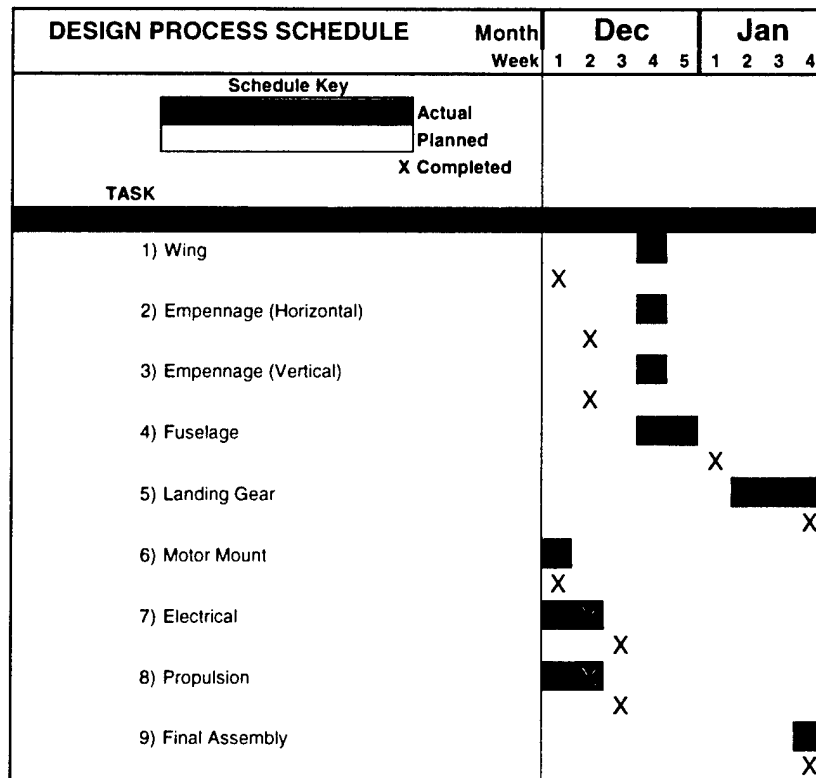 DESIGN PROCESS SCHEDULE Month Dec Jan
Week 1 2 3 4 5 1 2 3 4
Schedule Key
Actual
Planned
X Completed
TASK
1) Wing
X
2) Empennage (Horizontal)
X
3) Empennage (Vertical)
X
4) Fuselage
X
5) Landing Gear
X
6) Motor Mount
X
7) Electrical
X
8) Propulsion
X
9) Final Assembly
X